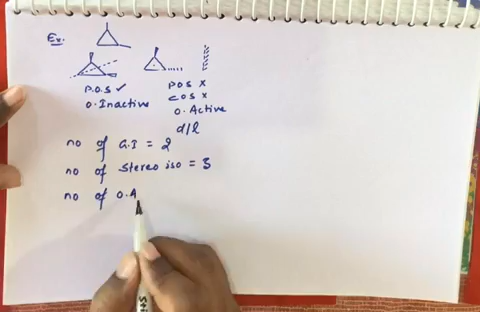 Ex.
P.O.S ✓
O.Inactive
POS ×
COS ×
O.Active
d/l
no of G.I = 2
no of Stereo iso = 3
no of O.A